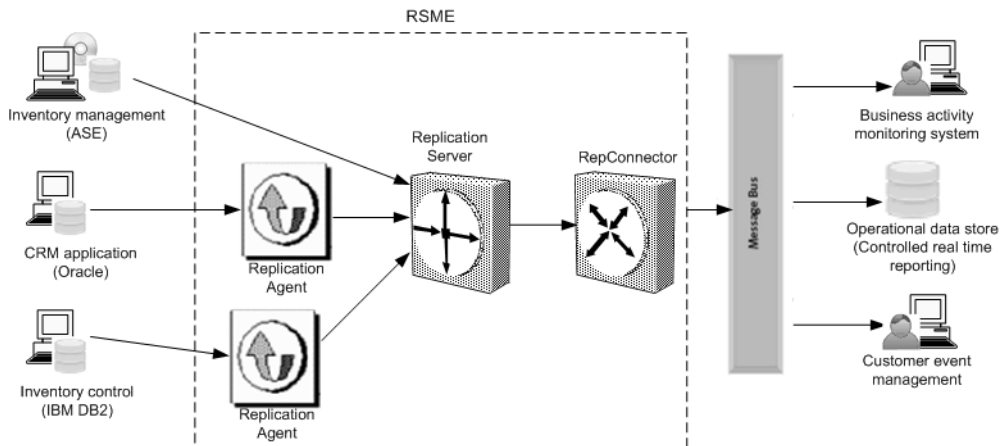 RSME
Inventory management
(ASE)
CRM application
(Oracle)
Inventory control
(IBM DB2)
Replication
Agent
Replication
Agent
Replication
Server
RepConnector
Message Bus
Business activity
monitoring system
Operational data store
(Controlled real time
reporting)
Customer event
management